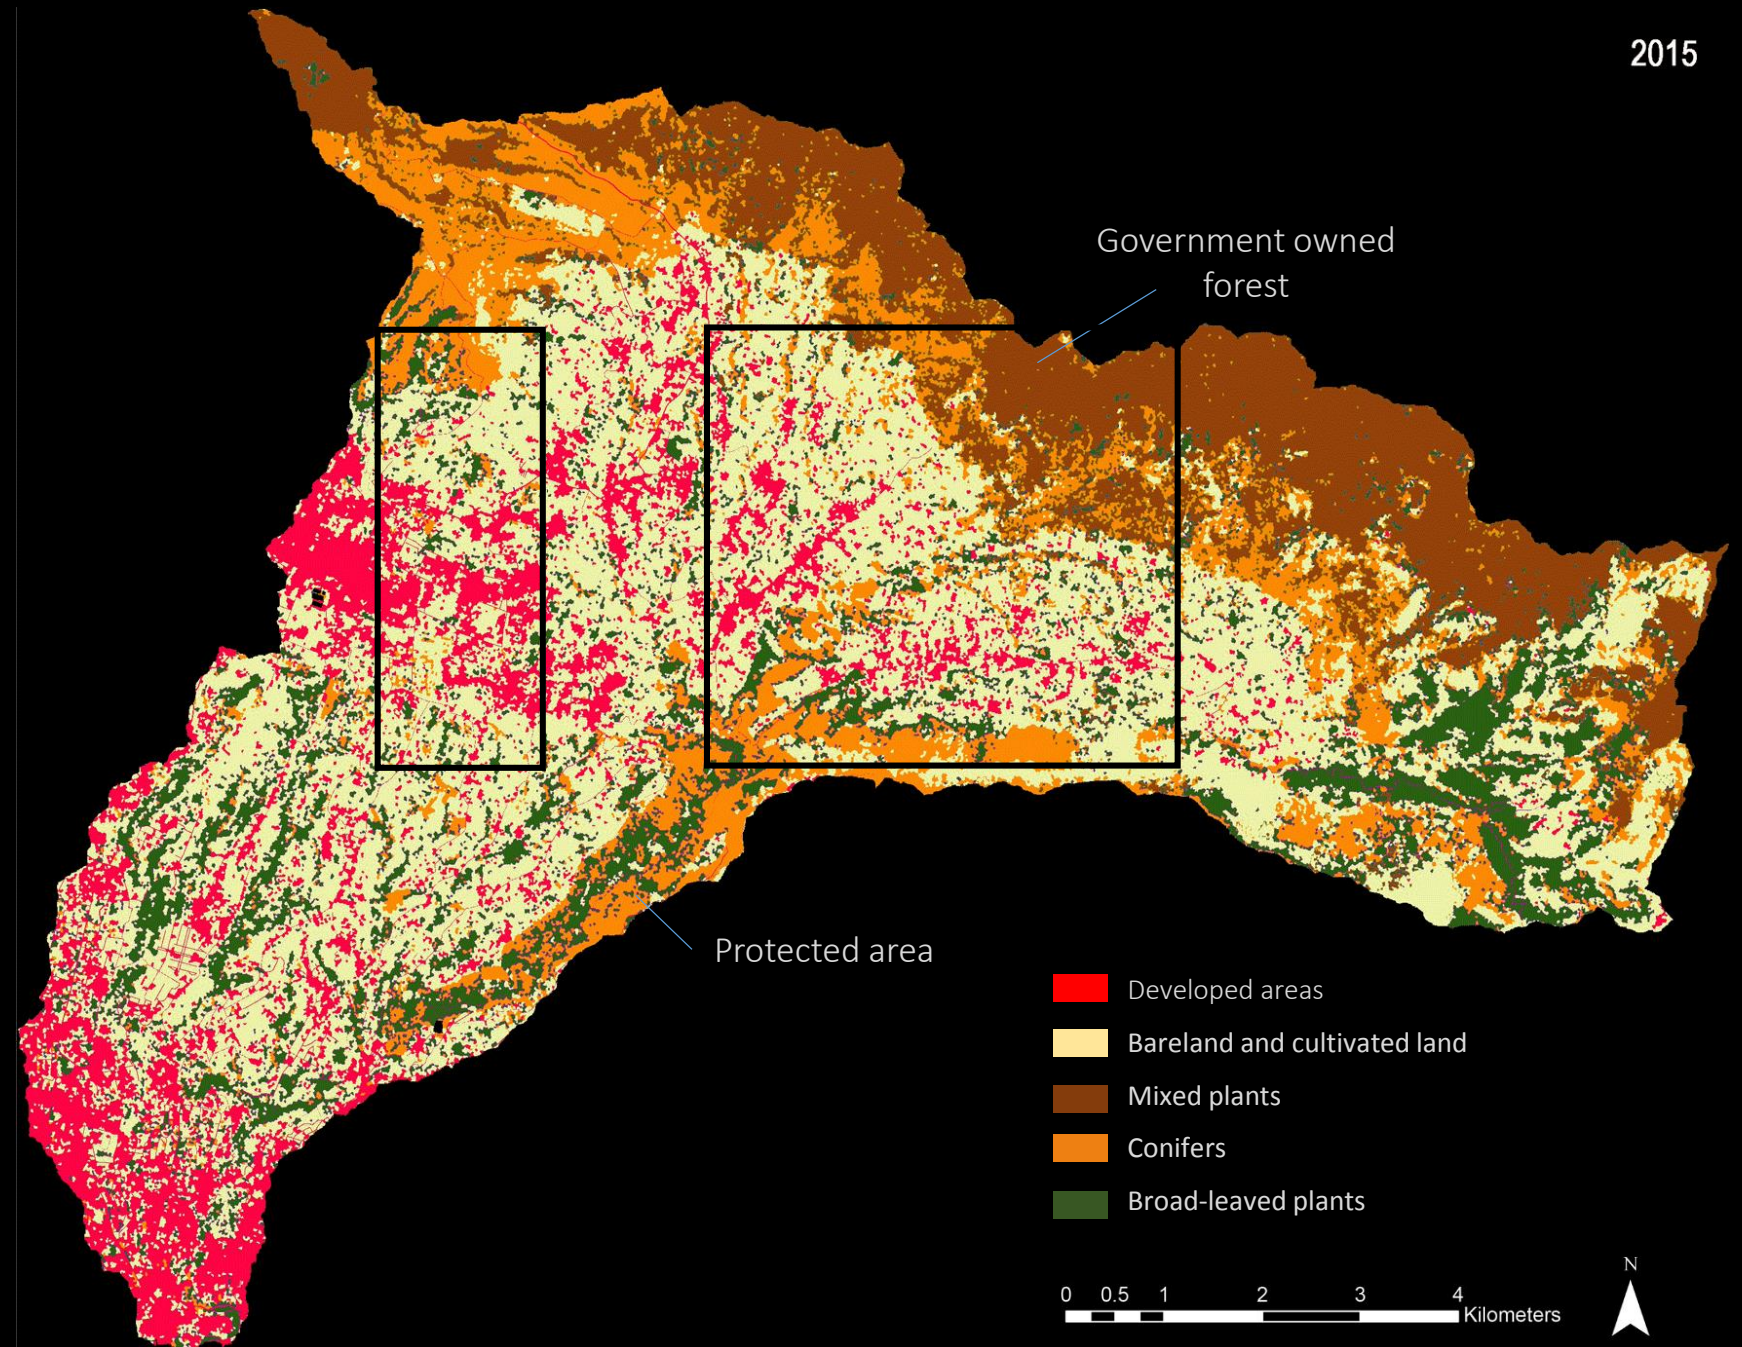 2015
Government owned
forest
Protected area
Developed areas
Bareland and cultivated land
Mixed plants
Conifers
Broad-leaved plants
N
0 0.5 1 2 3 4
Kilometers